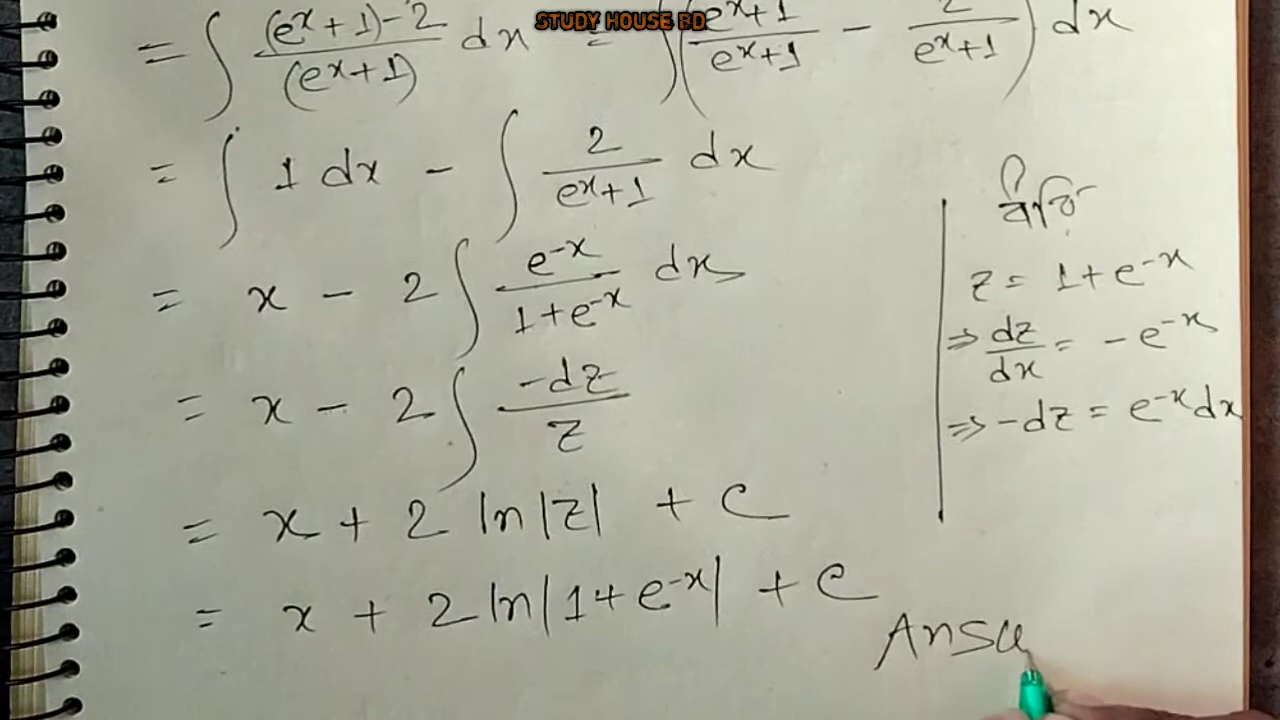 STUDY HOUSE BD
= ∫ (eˣ+1)-2 / (eˣ+1) dx = ∫ ( eˣ+1 / eˣ+1 - 2 / eˣ+1 ) dx
= ∫ 1 dx - ∫ 2 / eˣ+1 dx
= x - 2 ∫ e⁻ˣ / 1+e⁻ˣ dx
= x - 2 ∫ -dz / z
= x + 2 ln|z| + c
= x + 2 ln|1+e⁻ˣ| + c
Answ
ধরি
z = 1+e⁻ˣ
⇒ dz/dx = -e⁻ˣ
⇒ -dz = e⁻ˣ dx